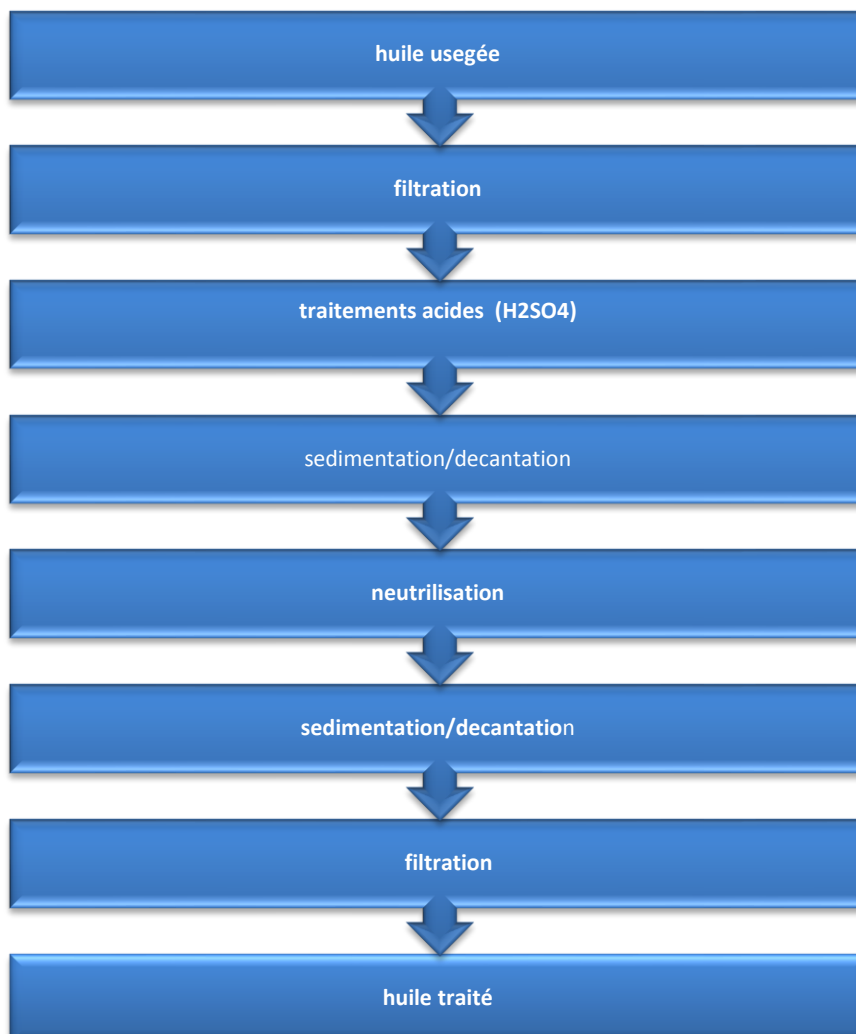 huile usegée
filtration
traitements acides (H2SO4)
sedimentation/decantation
neutrilisation
sedimentation/decantation
filtration
huile traité